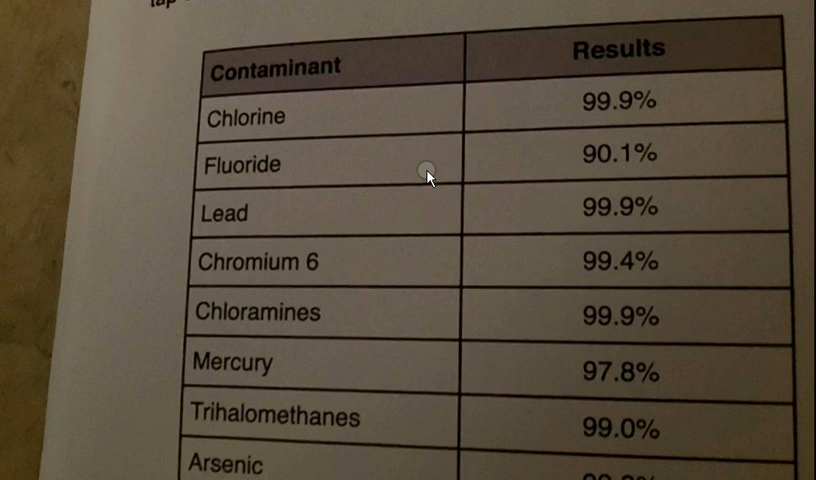 Contaminant Results
Chlorine 99.9%
Fluoride 90.1%
Lead 99.9%
Chromium 6 99.4%
Chloramines 99.9%
Mercury 97.8%
Trihalomethanes 99.0%
Arsenic